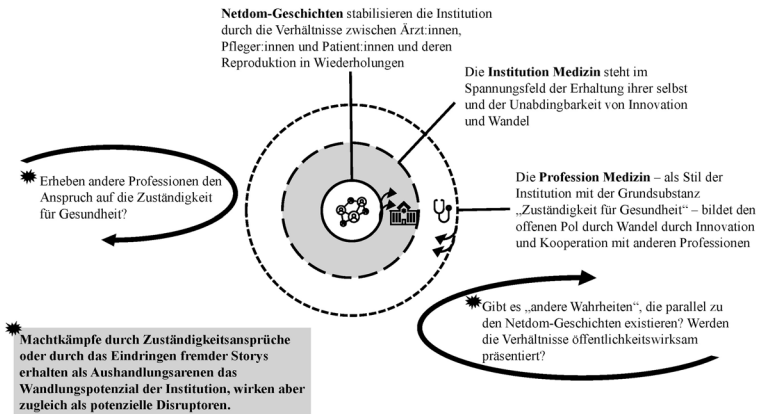 Netdom-Geschichten stabilisieren die Institution
durch die Verhältnisse zwischen Ärzt:innen,
Pfleger:innen und Patient:innen und deren
Reproduktion in Wiederholungen
Die Institution Medizin steht im
Spannungsfeld der Erhaltung ihrer selbst
und der Unabdingbarkeit von Innovation
und Wandel
Erheben andere Professionen den
Anspruch auf die Zuständigkeit
für Gesundheit?
Die Profession Medizin – als Stil der
Institution mit der Grundsubstanz
„Zuständigkeit für Gesundheit“ – bildet den
offenen Pol durch Wandel durch Innovation
und Kooperation mit anderen Professionen
Gibt es „andere Wahrheiten“, die parallel zu
den Netdom-Geschichten existieren? Werden
die Verhältnisse öffentlichkeitswirksam
präsentiert?
Machtkämpfe durch Zuständigkeitsansprüche
oder durch das Eindringen fremder Storys
erhalten als Aushandlungsarenen das
Wandlungspotenzial der Institution, wirken aber
zugleich als potenzielle Disruptoren.